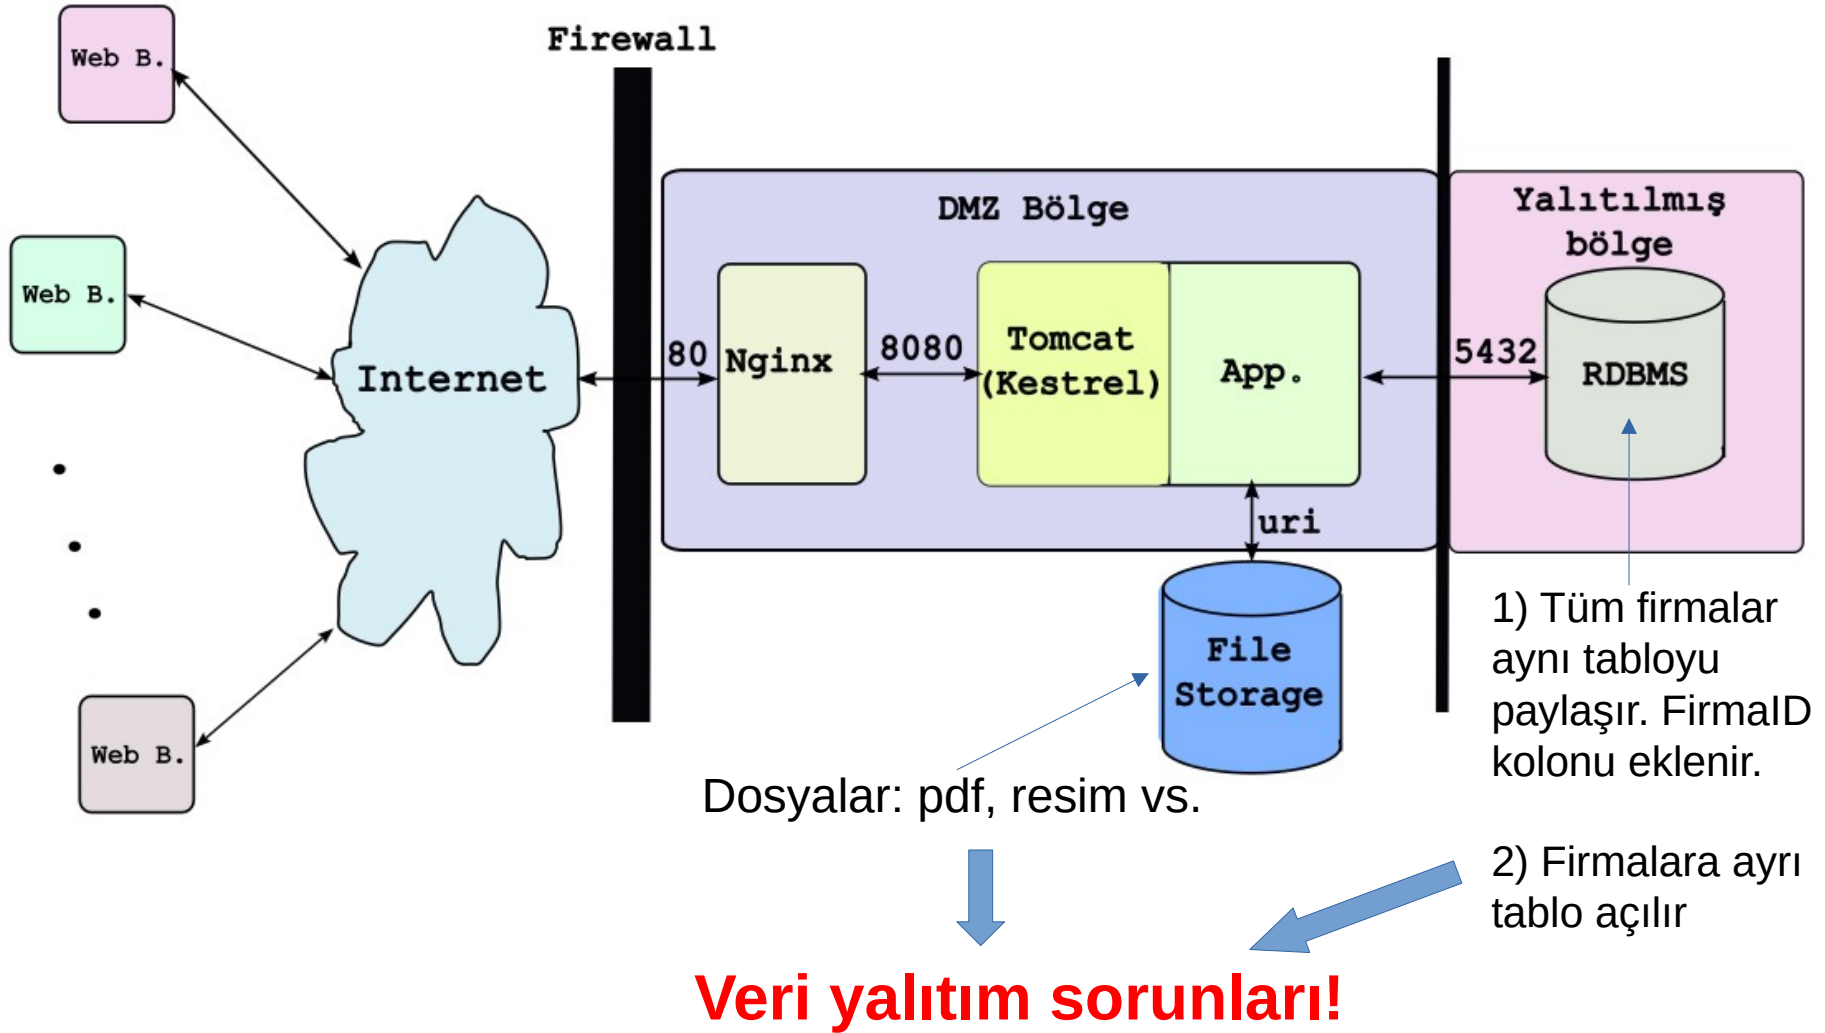 Firewall
Web B.
Web B.
Web B.
Internet
DMZ Bölge
80
Nginx
8080
Tomcat
(Kestrel)
App.
uri
File
Storage
5432
Yalıtılmış
bölge
RDBMS
1) Tüm firmalar
aynı tabloyu
paylaşır. FirmaID
kolonu eklenir.
Dosyalar: pdf, resim vs.
2) Firmalara ayrı
tablo açılır
Veri yalıtım sorunları!